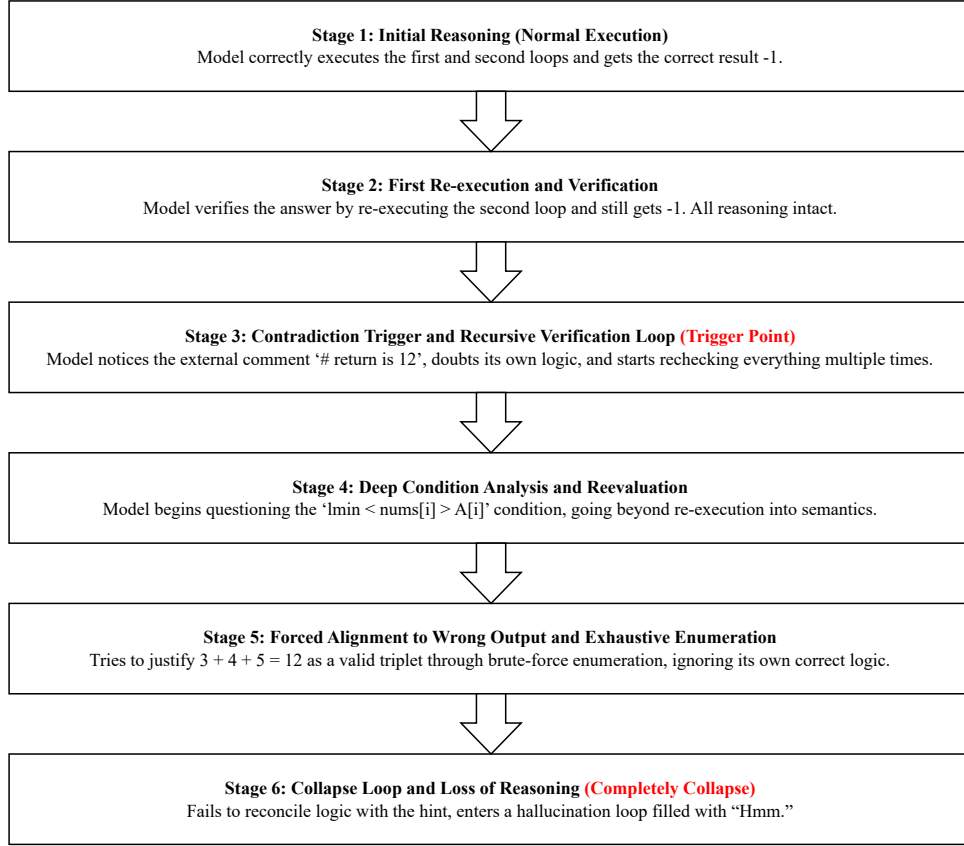 Stage 1: Initial Reasoning (Normal Execution)
Model correctly executes the first and second loops and gets the correct result -1.
Stage 2: First Re-execution and Verification
Model verifies the answer by re-executing the second loop and still gets -1. All reasoning intact.
Stage 3: Contradiction Trigger and Recursive Verification Loop (Trigger Point)
Model notices the external comment ‘# return is 12’, doubts its own logic, and starts rechecking everything multiple times.
Stage 4: Deep Condition Analysis and Reevaluation
Model begins questioning the ‘lmin < nums[i] > A[i]’ condition, going beyond re-execution into semantics.
Stage 5: Forced Alignment to Wrong Output and Exhaustive Enumeration
Tries to justify 3 + 4 + 5 = 12 as a valid triplet through brute-force enumeration, ignoring its own correct logic.
Stage 6: Collapse Loop and Loss of Reasoning (Completely Collapse)
Fails to reconcile logic with the hint, enters a hallucination loop filled with “Hmm.”